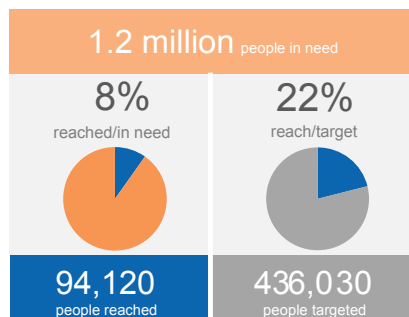 1.2 million people in need
8%
reached/in need
22%
reach/target
94,120
people reached
436,030
people targeted